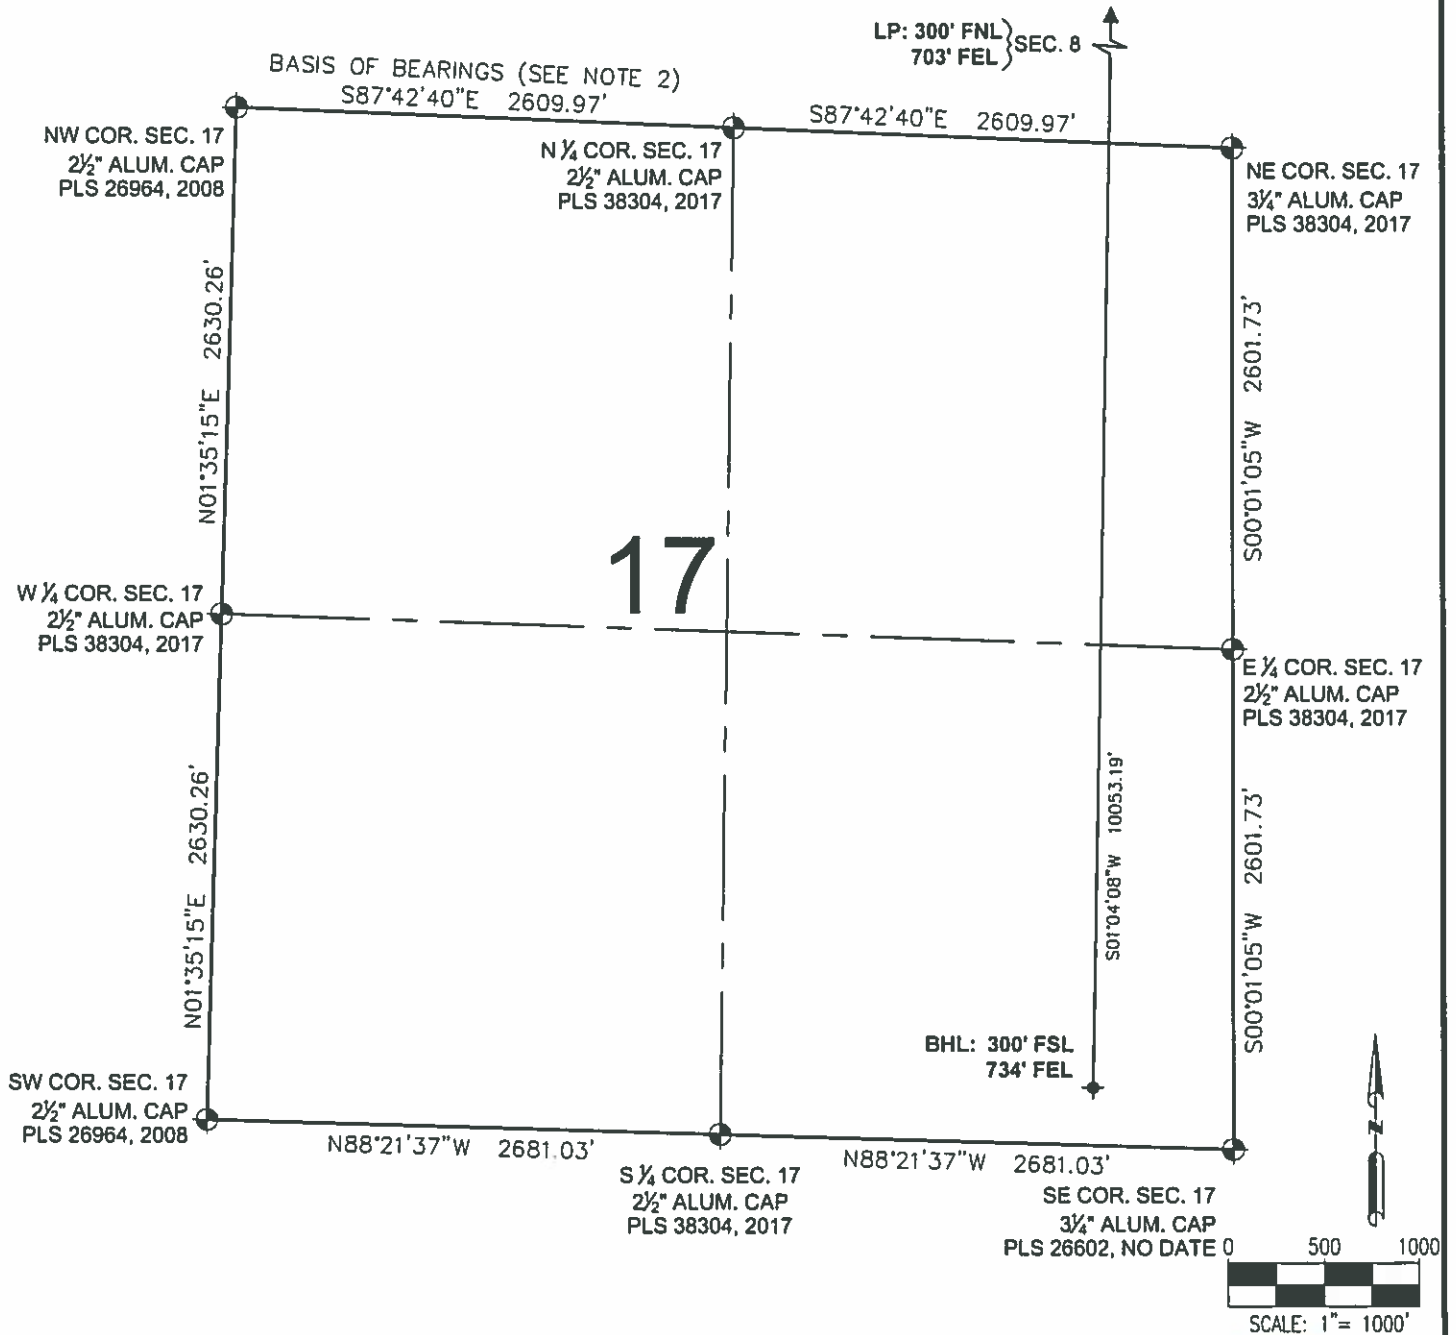 LP: 300' FNL
703' FEL
SEC. 8
BASIS OF BEARINGS (SEE NOTE 2)
S87°42'40"E 2609.97'
S87°42'40"E 2609.97'
NW COR. SEC. 17
2½" ALUM. CAP
PLS 26964, 2008
N ¼ COR. SEC. 17
2½" ALUM. CAP
PLS 38304, 2017
NE COR. SEC. 17
3¼" ALUM. CAP
PLS 38304, 2017
N01°35'15"E 2630.26'
S00°01'05"W 2601.73'
17
W ¼ COR. SEC. 17
2½" ALUM. CAP
PLS 38304, 2017
E ¼ COR. SEC. 17
2½" ALUM. CAP
PLS 38304, 2017
N01°35'15"E 2630.26'
S01°04'08"W 10053.19'
S00°01'05"W 2601.73'
BHL: 300' FSL
734' FEL
SW COR. SEC. 17
2½" ALUM. CAP
PLS 26964, 2008
N88°21'37"W 2681.03'
N88°21'37"W 2681.03'
S ¼ COR. SEC. 17
2½" ALUM. CAP
PLS 38304, 2017
SE COR. SEC. 17
3¼" ALUM. CAP
PLS 26602, NO DATE
N
0 500 1000
SCALE: 1"= 1000'